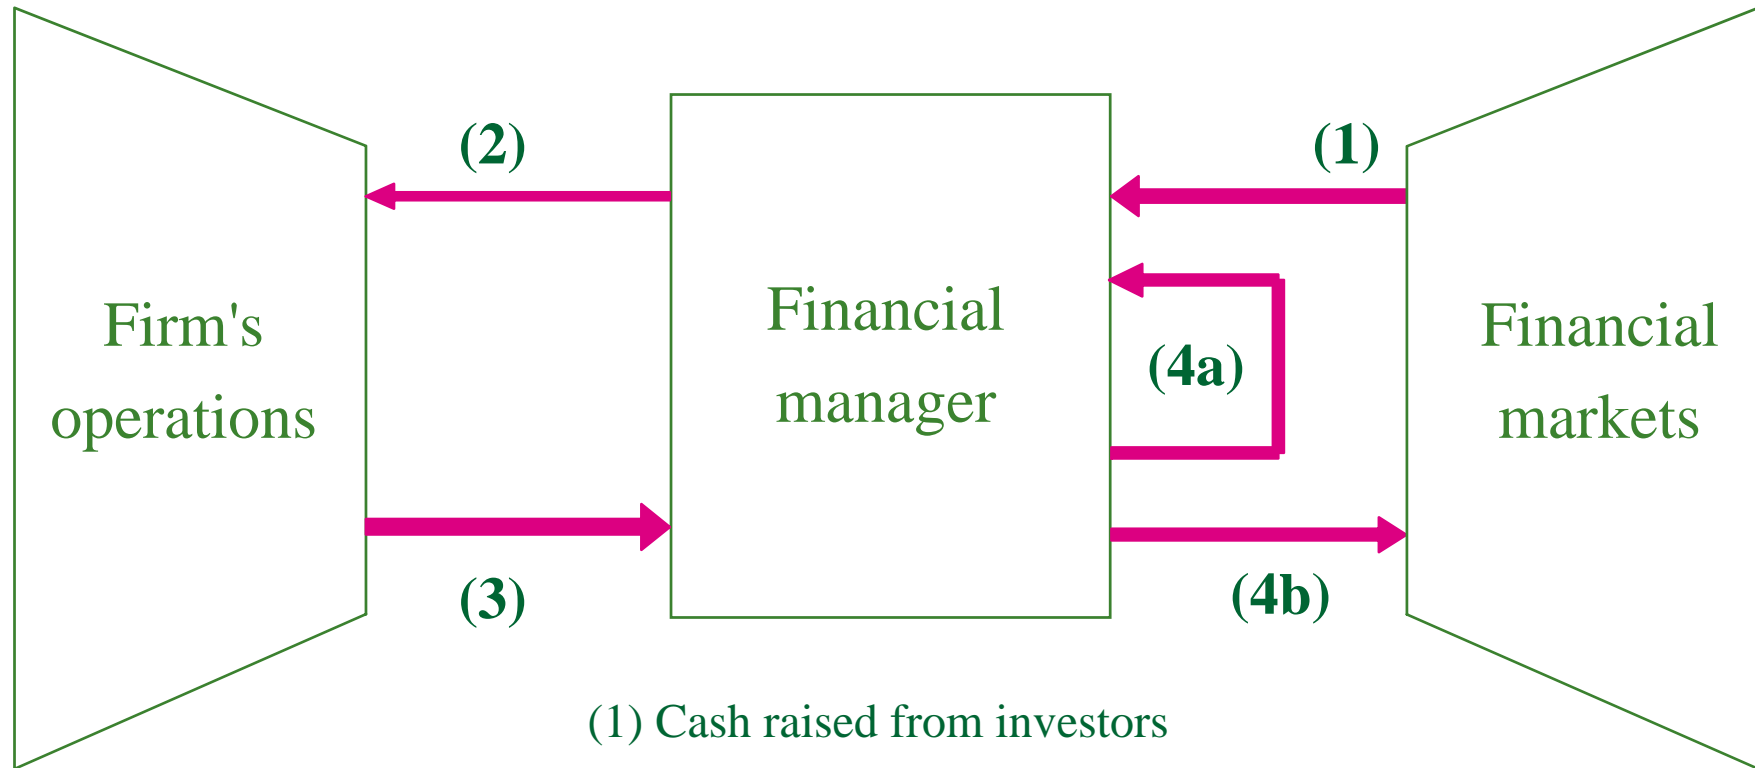 (2)
(1)
Firm's
operations
Financial
manager
(4a)
Financial
markets
(3)
(4b)
(1) Cash raised from investors